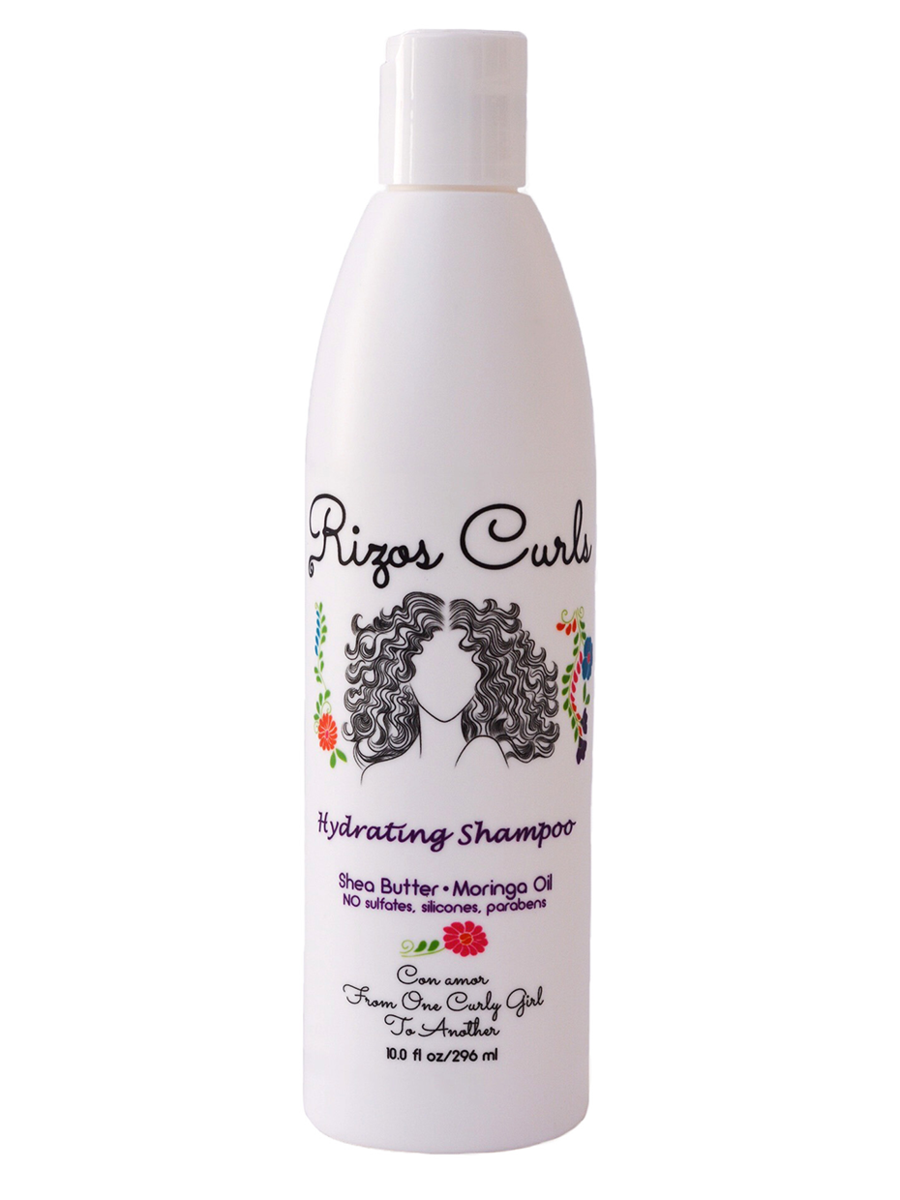 Rizos Curls
Hydrating Shampoo
Shea Butter • Moringa Oil
NO sulfates, silicones, parabens
Con amor
From One Curly Girl
To Another
10.0 fl oz/296 ml